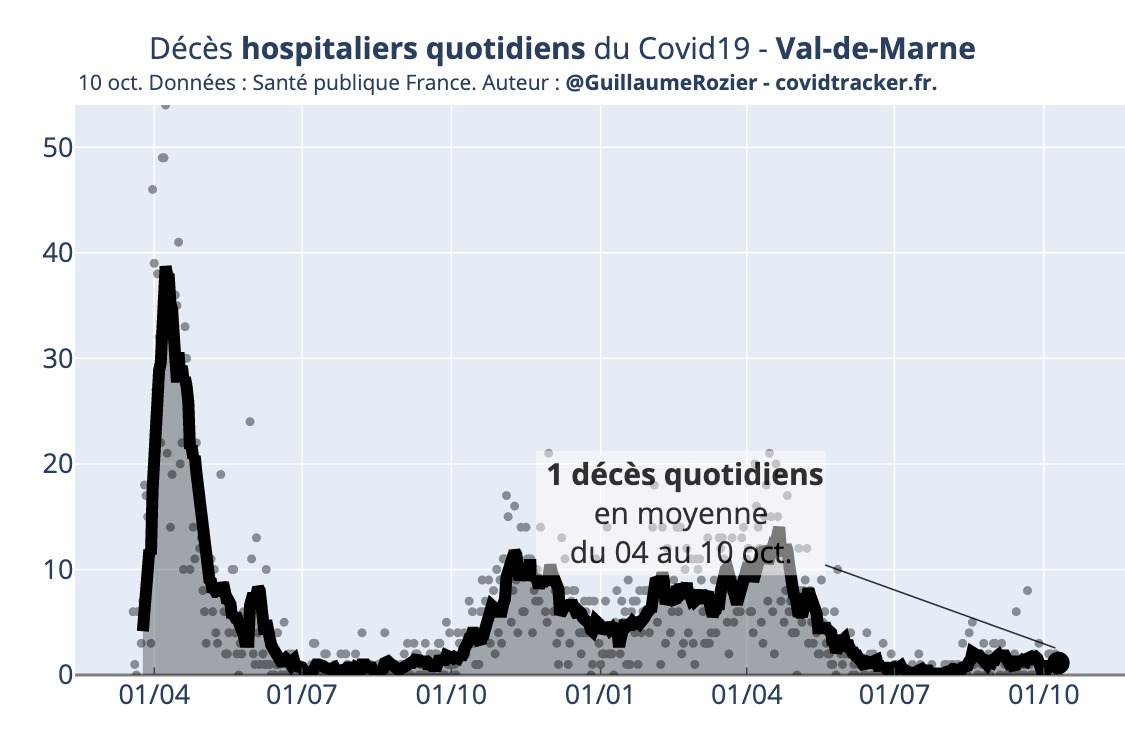 Décès hospitaliers quotidiens du Covid19 - Val-de-Marne
10 oct. Données : Santé publique France. Auteur : @GuillaumeRozier - covidtracker.fr.
50
40
30
20
10
0
1 décès quotidiens
en moyenne
du 04 au 10 oct.
01/04 01/07 01/10 01/01 01/04 01/07 01/10